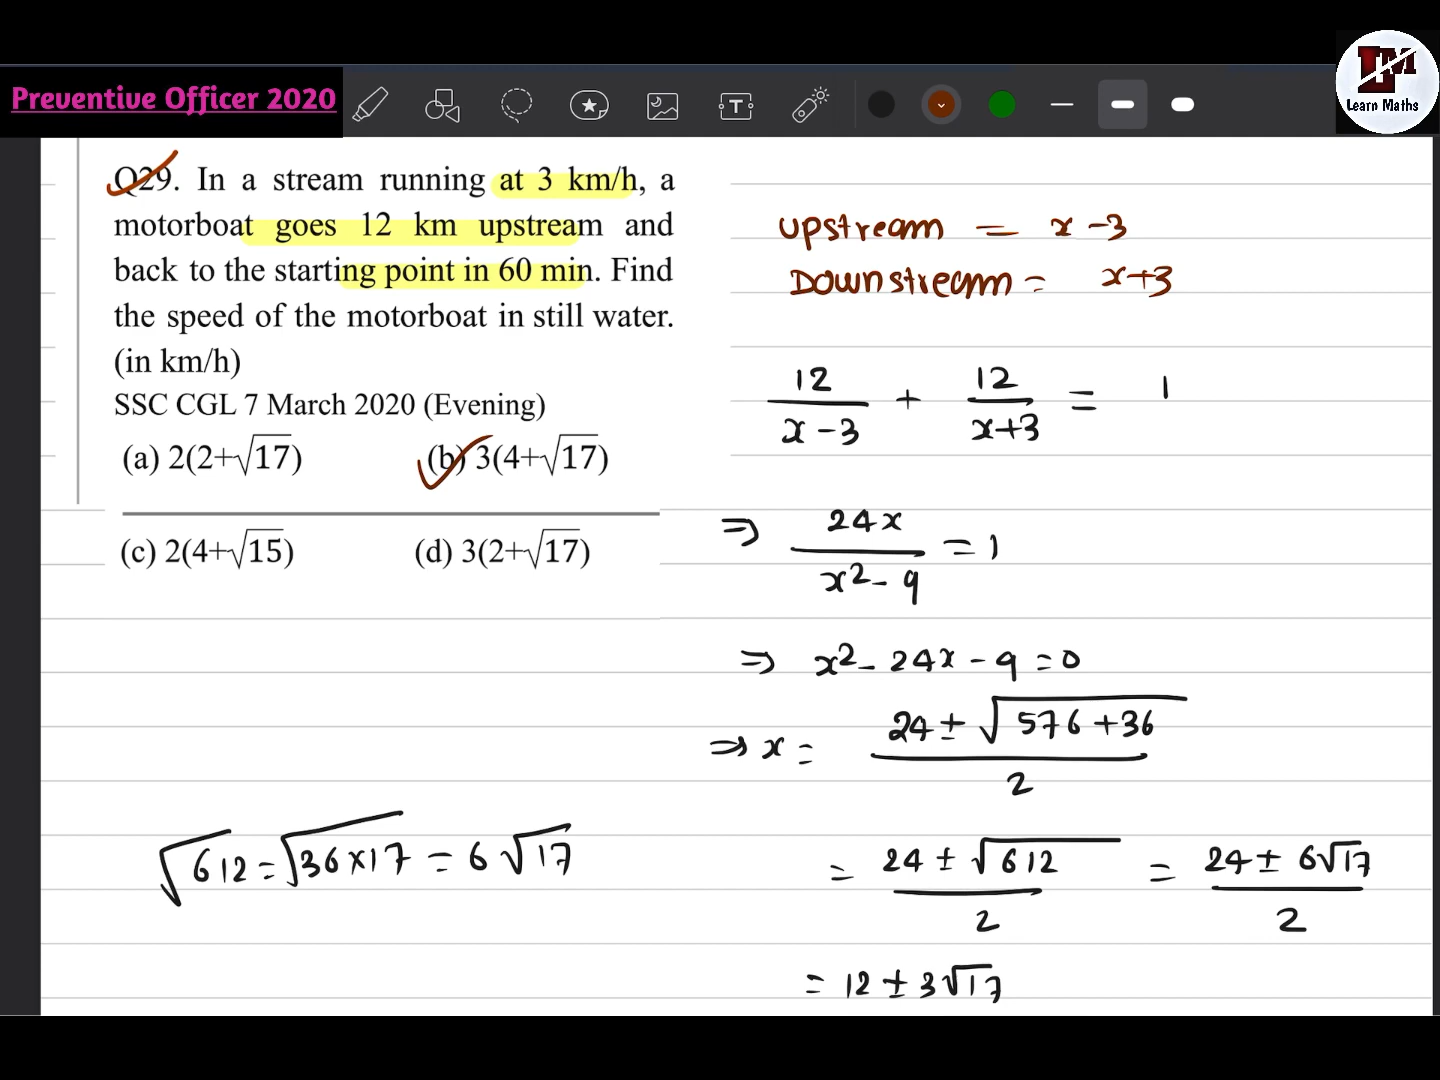 Preventive Officer 2020
LM
Learn Maths
Q29. In a stream running at 3 km/h, a
motorboat goes 12 km upstream and
back to the starting point in 60 min. Find
the speed of the motorboat in still water.
(in km/h)
SSC CGL 7 March 2020 (Evening)
(a) 2(2+√17) (b) 3(4+√17)
(c) 2(4+√15) (d) 3(2+√17)
upstream = x-3
Downstream = x+3
12/(x-3) + 12/(x+3) = 1
⇒ 24x/(x²-9) = 1
⇒ x² - 24x - 9 = 0
⇒ x = (24 ± √(576+36))/2
√612 = √(36×17) = 6√17
= (24 ± √612)/2 = (24 ± 6√17)/2
= 12 ± 3√17